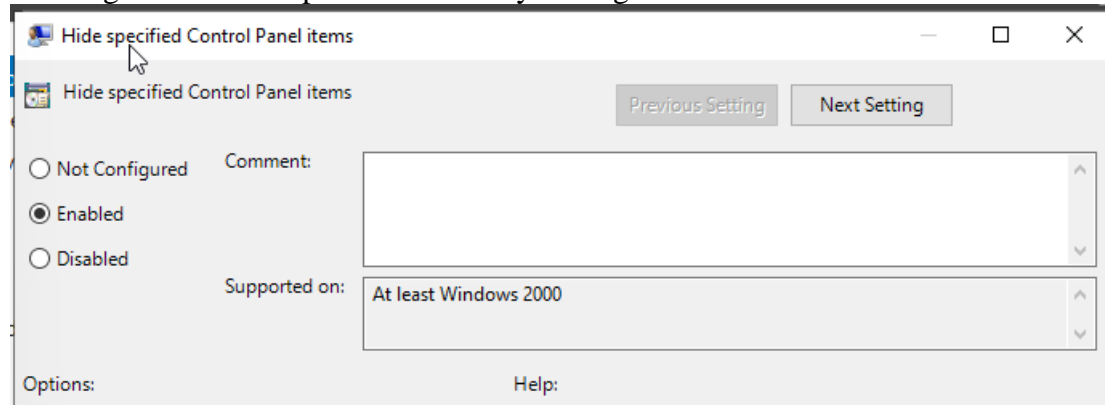 Hide specified Control Panel items
Hide specified Control Panel items
Previous Setting
Next Setting
Not Configured
Comment:
Enabled
Disabled
Supported on:
At least Windows 2000
Options:
Help: